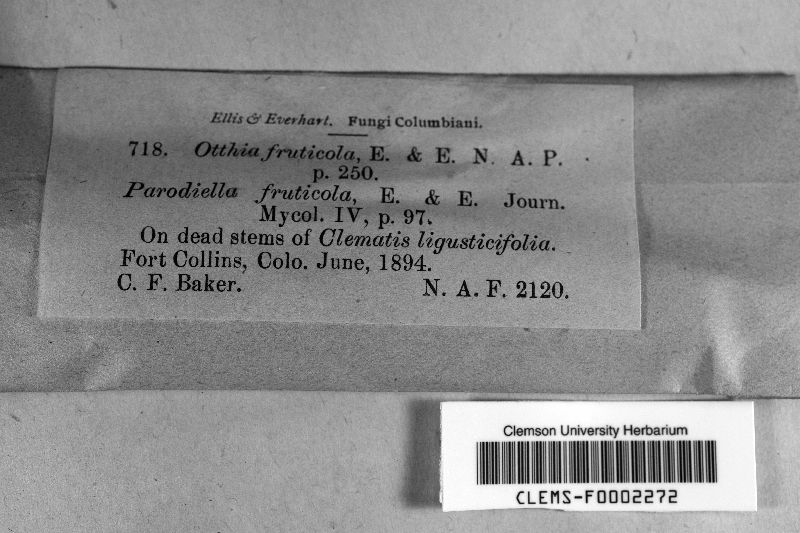 Ellis & Everhart. Fungi Columbiani.
718. Otthia fruticola, E. & E. N. A. P.
p. 250.
Parodiella fruticola, E. & E. Journ.
Mycol. IV, p. 97.
On dead stems of Clematis ligusticifolia.
Fort Collins, Colo. June, 1894.
C. F. Baker. N. A. F. 2120.
Clemson University Herbarium
CLEMS-F0002272